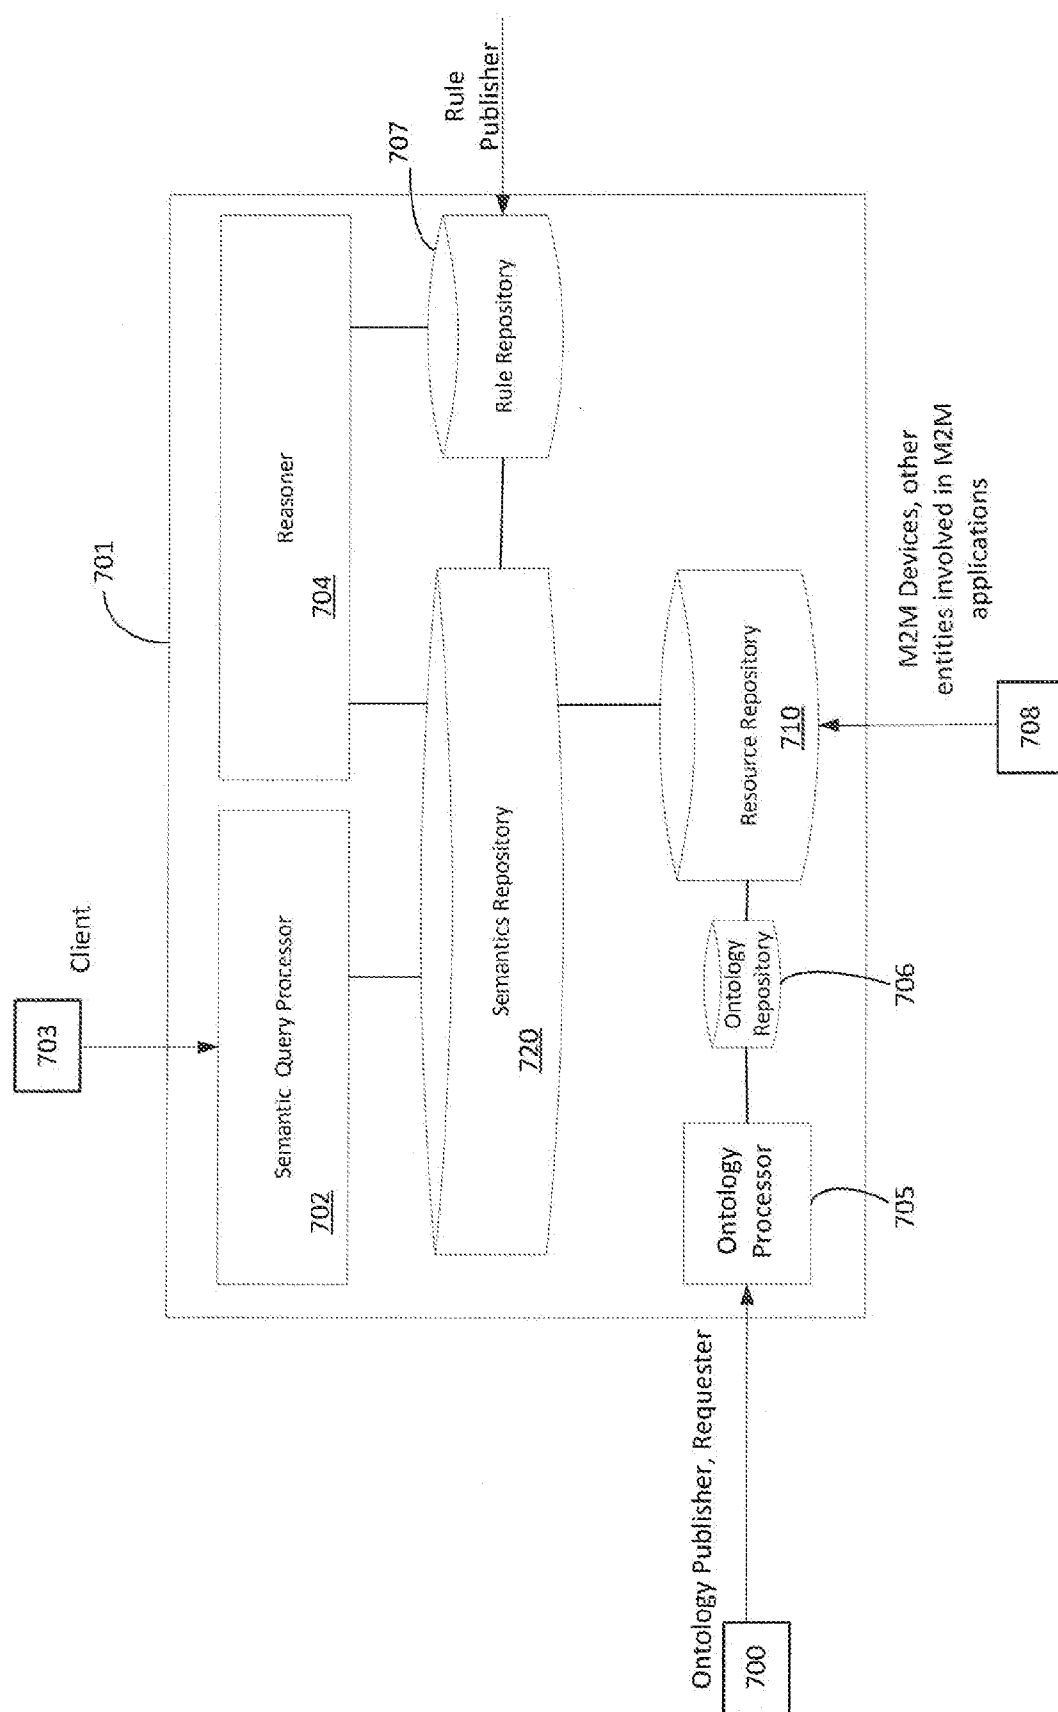 703
Client
701
Semantic Query Processor
702
Reasoner
704
707
Rule
Publisher
Semantics Repository
720
Rule Repository
Ontology Publisher, Requester
700
Ontology
Processor
705
Ontology
Repository
706
Resource Repository
710
M2M Devices, other
entities involved in M2M
applications
708